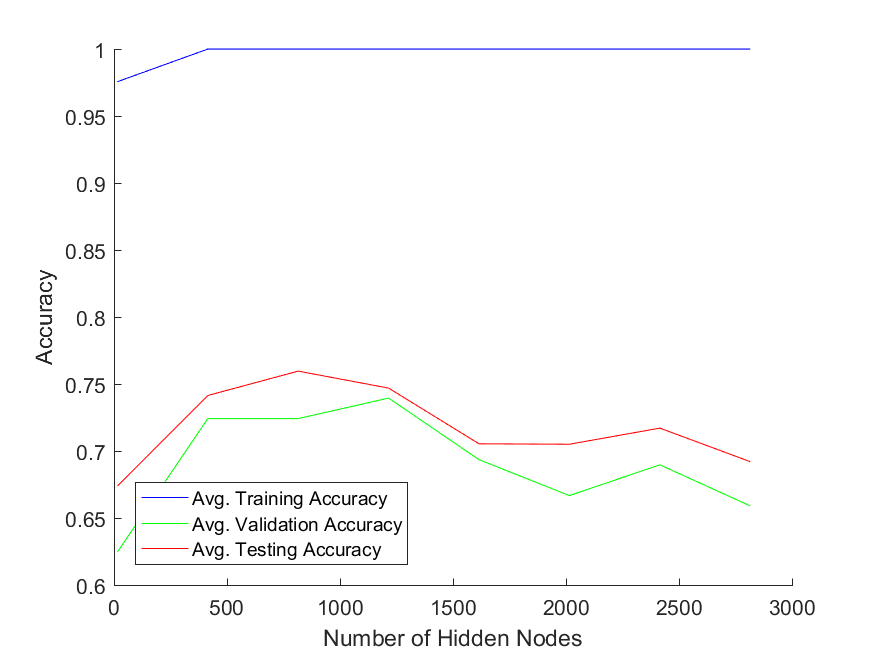 1
0.95
0.9
0.85
0.8
0.75
0.7
0.65
0.6
Accuracy
Avg. Training Accuracy
Avg. Validation Accuracy
Avg. Testing Accuracy
0 500 1000 1500 2000 2500 3000
Number of Hidden Nodes